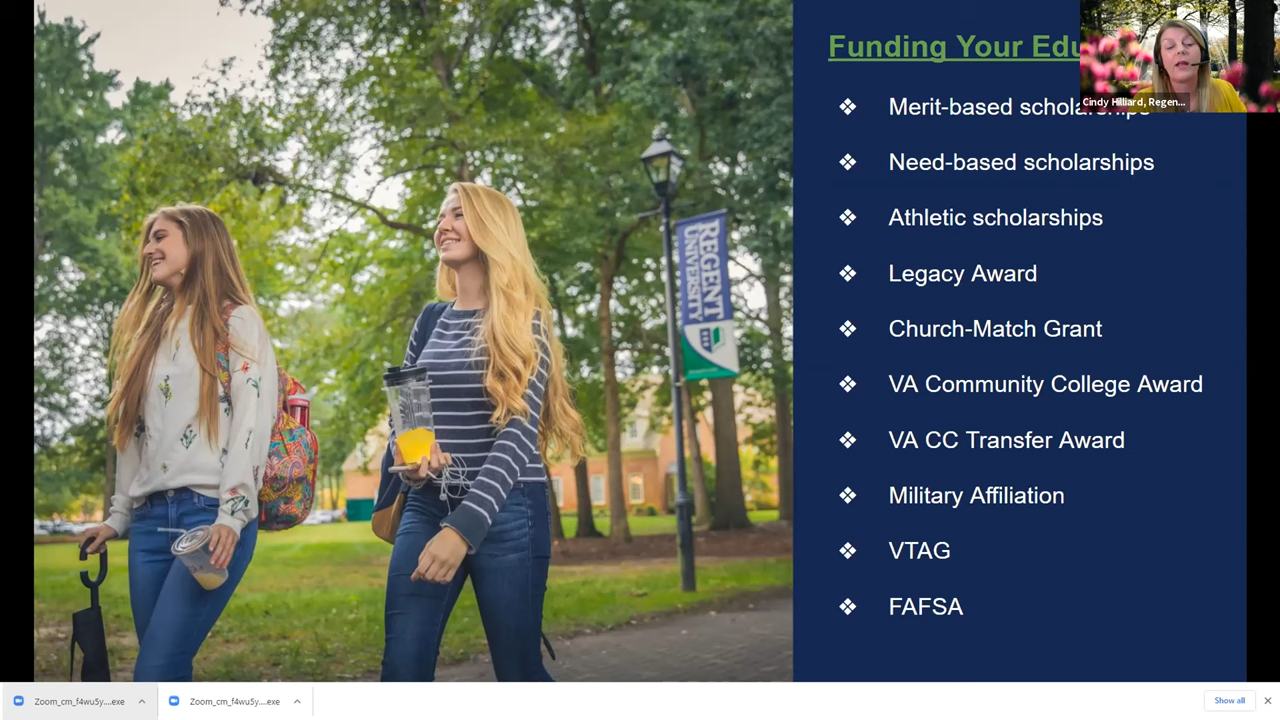 Funding Your Edu
Cindy Hilliard, Regen...
❖ Merit-based scholarships
❖ Need-based scholarships
❖ Athletic scholarships
❖ Legacy Award
❖ Church-Match Grant
❖ VA Community College Award
❖ VA CC Transfer Award
❖ Military Affiliation
❖ VTAG
❖ FAFSA
REGENT
UNIVERSITY
Zoom_cm_f4wu5y....exe
Zoom_cm_f4wu5y....exe
Show all